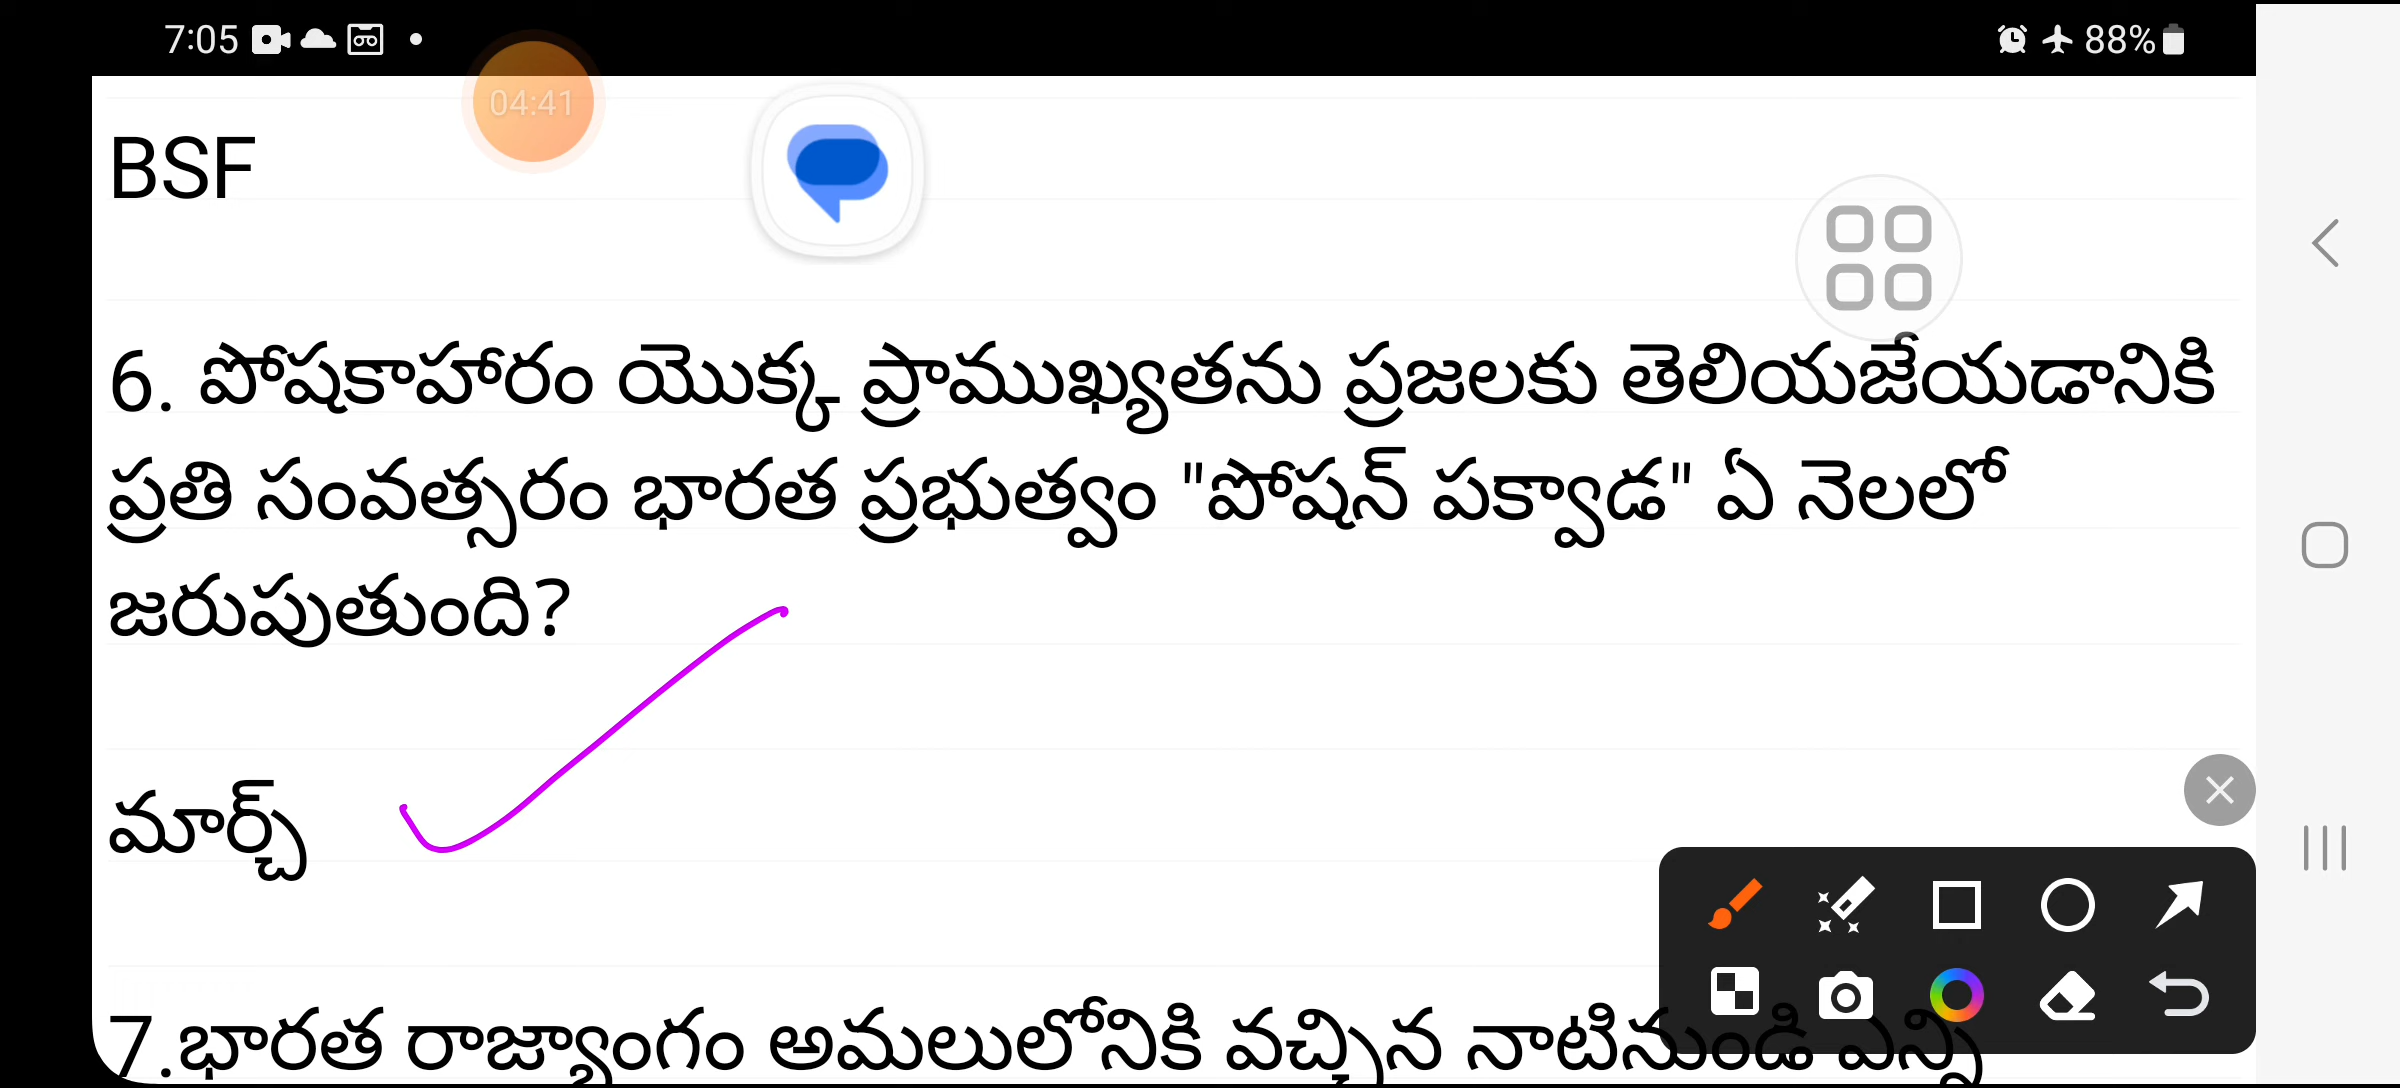 7:05 88%
04:41
BSF
6. పోషకాహారం యొక్క ప్రాముఖ్యతను ప్రజలకు తెలియజేయడానికి
ప్రతి సంవత్సరం భారత ప్రభుత్వం "పోషన్ పక్వాడ" ఏ నెలలో
జరుపుతుంది?
మార్చ్
7.భారత రాజ్యాంగం అమలులోనికి వచ్చిన నాటినుండి ఎన్ని